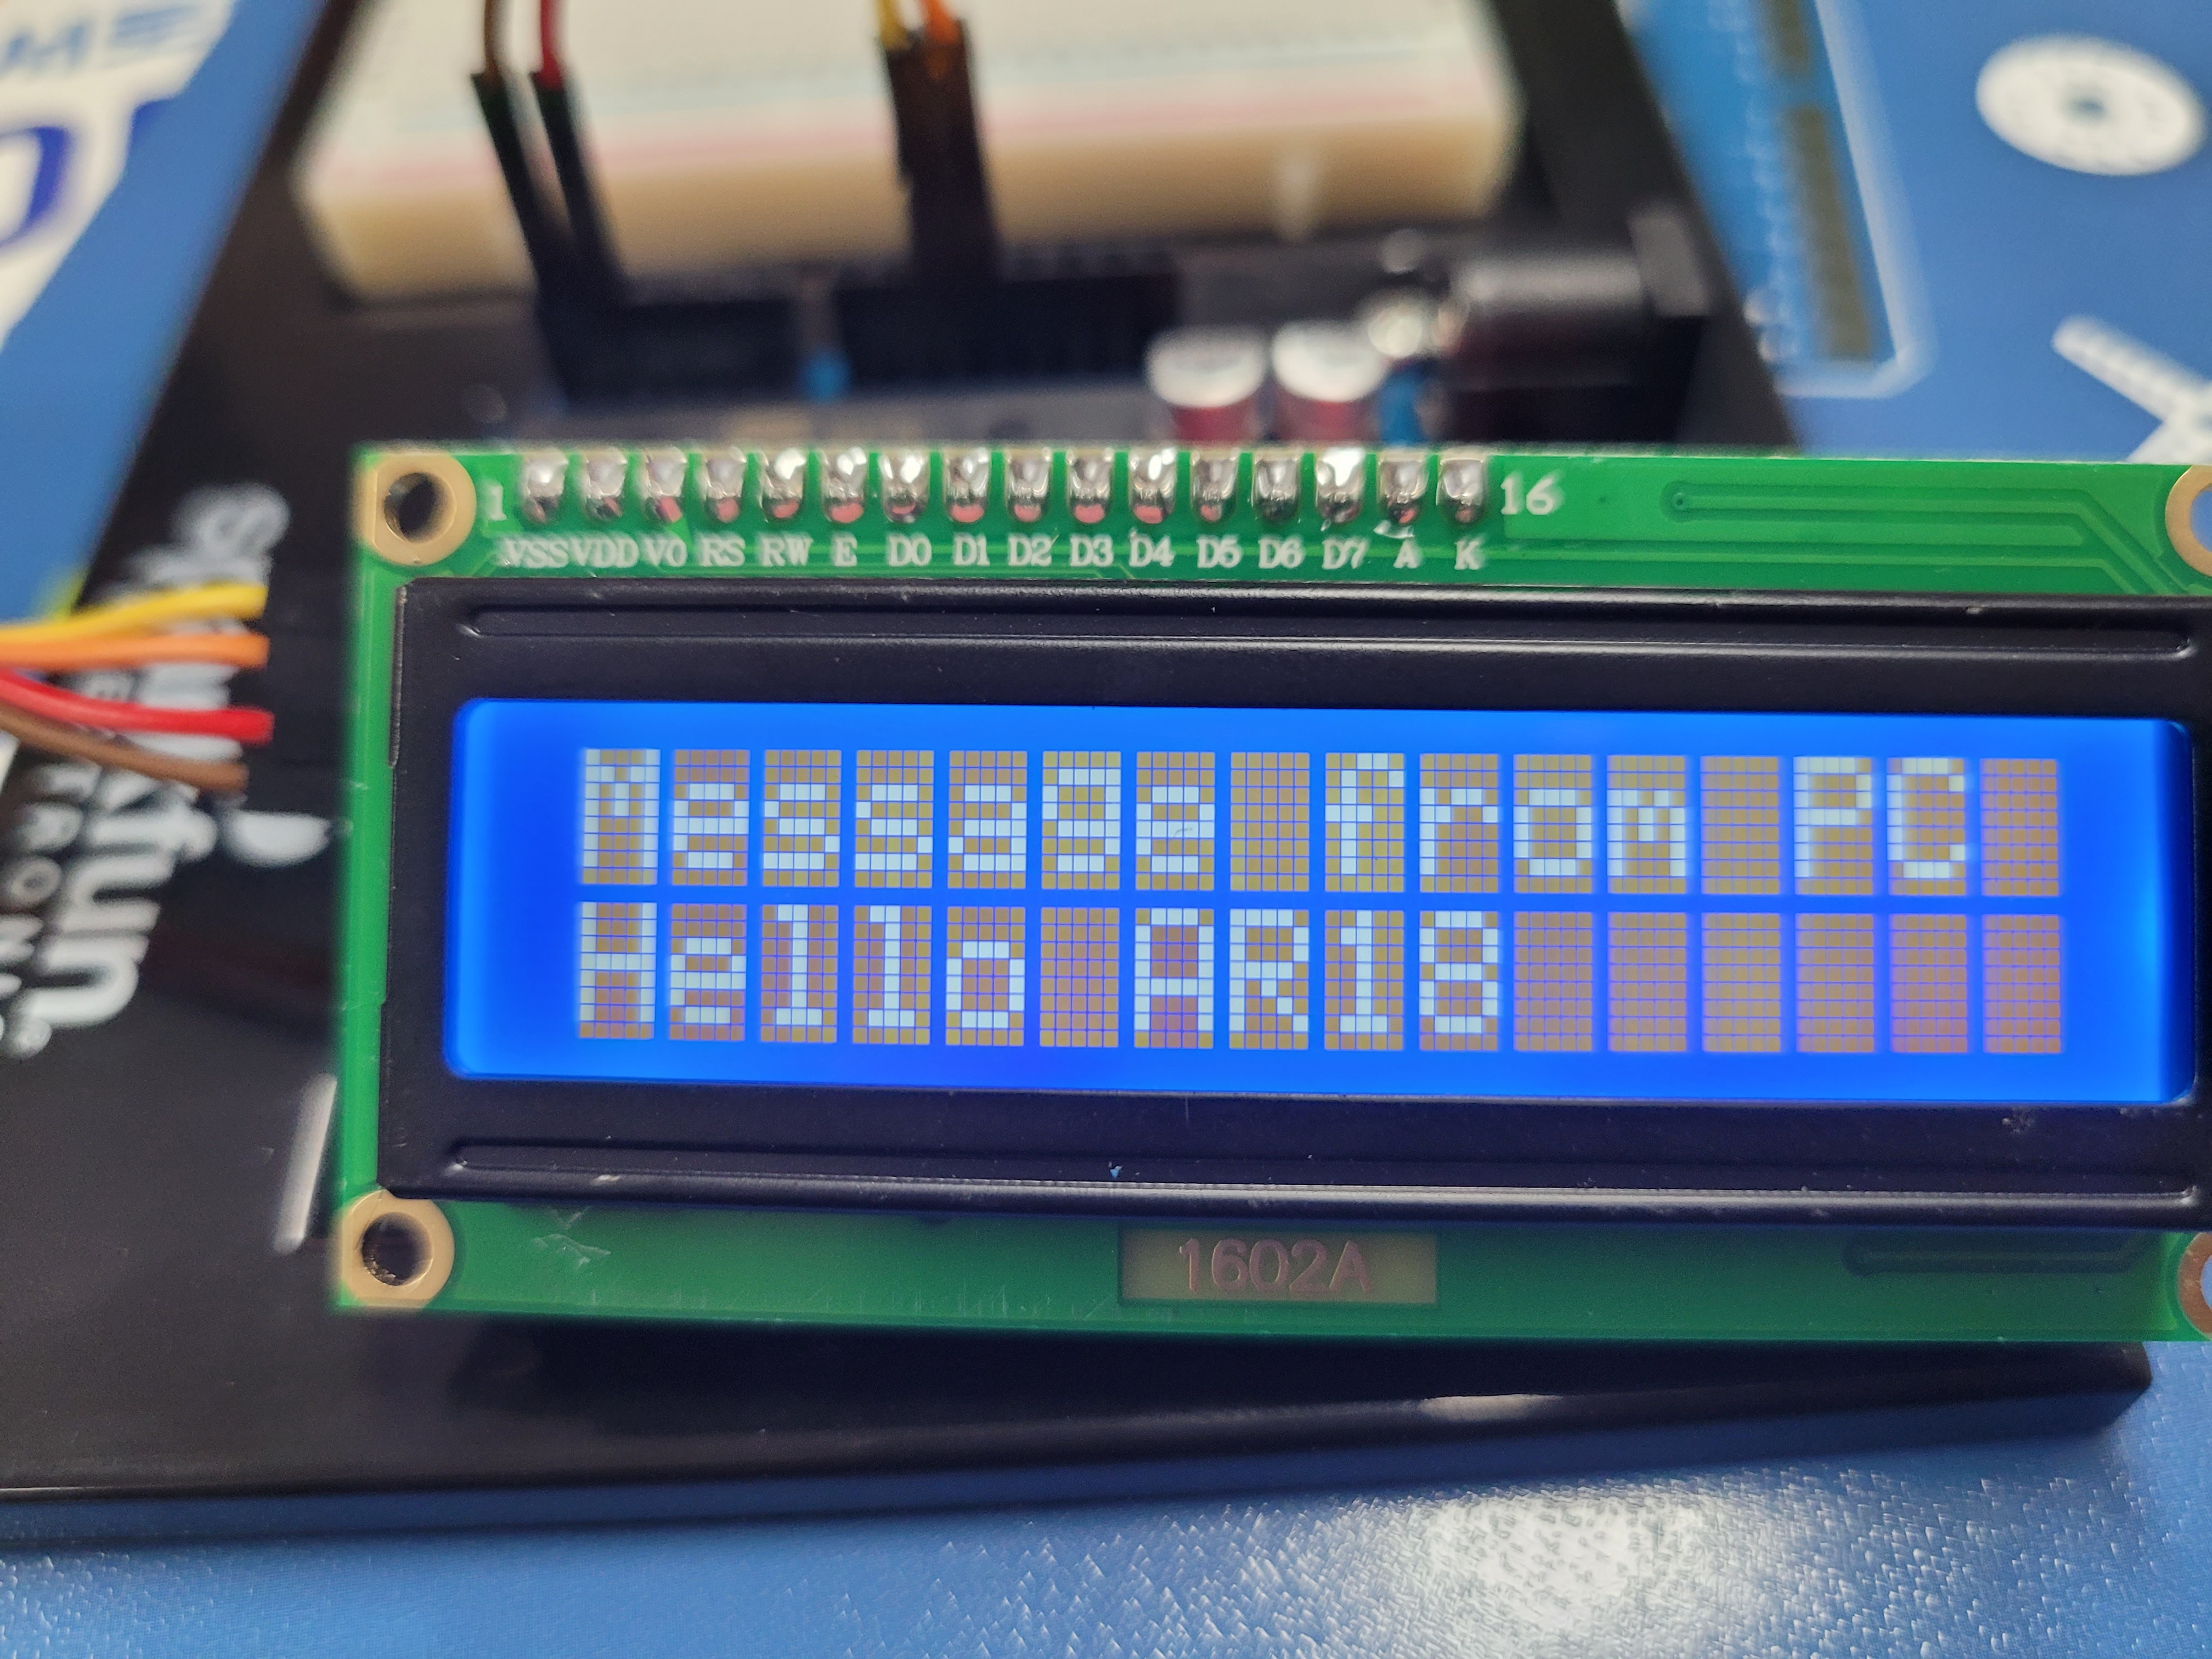 1 16
VSS VDD V0 RS RW E D0 D1 D2 D3 D4 D5 D6 D7 A K
Message from PC
Hello AR18
1602A